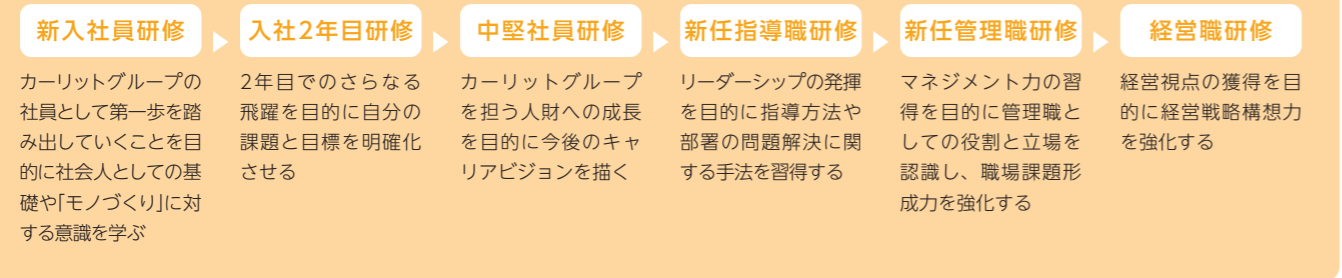 新入社員研修
カーリットグループの
社員として第一歩を踏
み出していくことを目
的に社会人としての基
礎や「モノづくり」に対
する意識を学ぶ
入社2年目研修
2年目でのさらなる
飛躍を目的に自分の
課題と目標を明確化
させる
中堅社員研修
カーリットグループ
を担う人財への成長
を目的に今後のキャ
リアビジョンを描く
新任指導職研修
リーダーシップの発揮
を目的に指導方法や
部署の問題解決に関
する手法を習得する
新任管理職研修
マネジメント力の習
得を目的に管理職と
しての役割と立場を
認識し、職場課題形
成力を強化する
経営職研修
経営視点の獲得を目
的に経営戦略構想力
を強化する